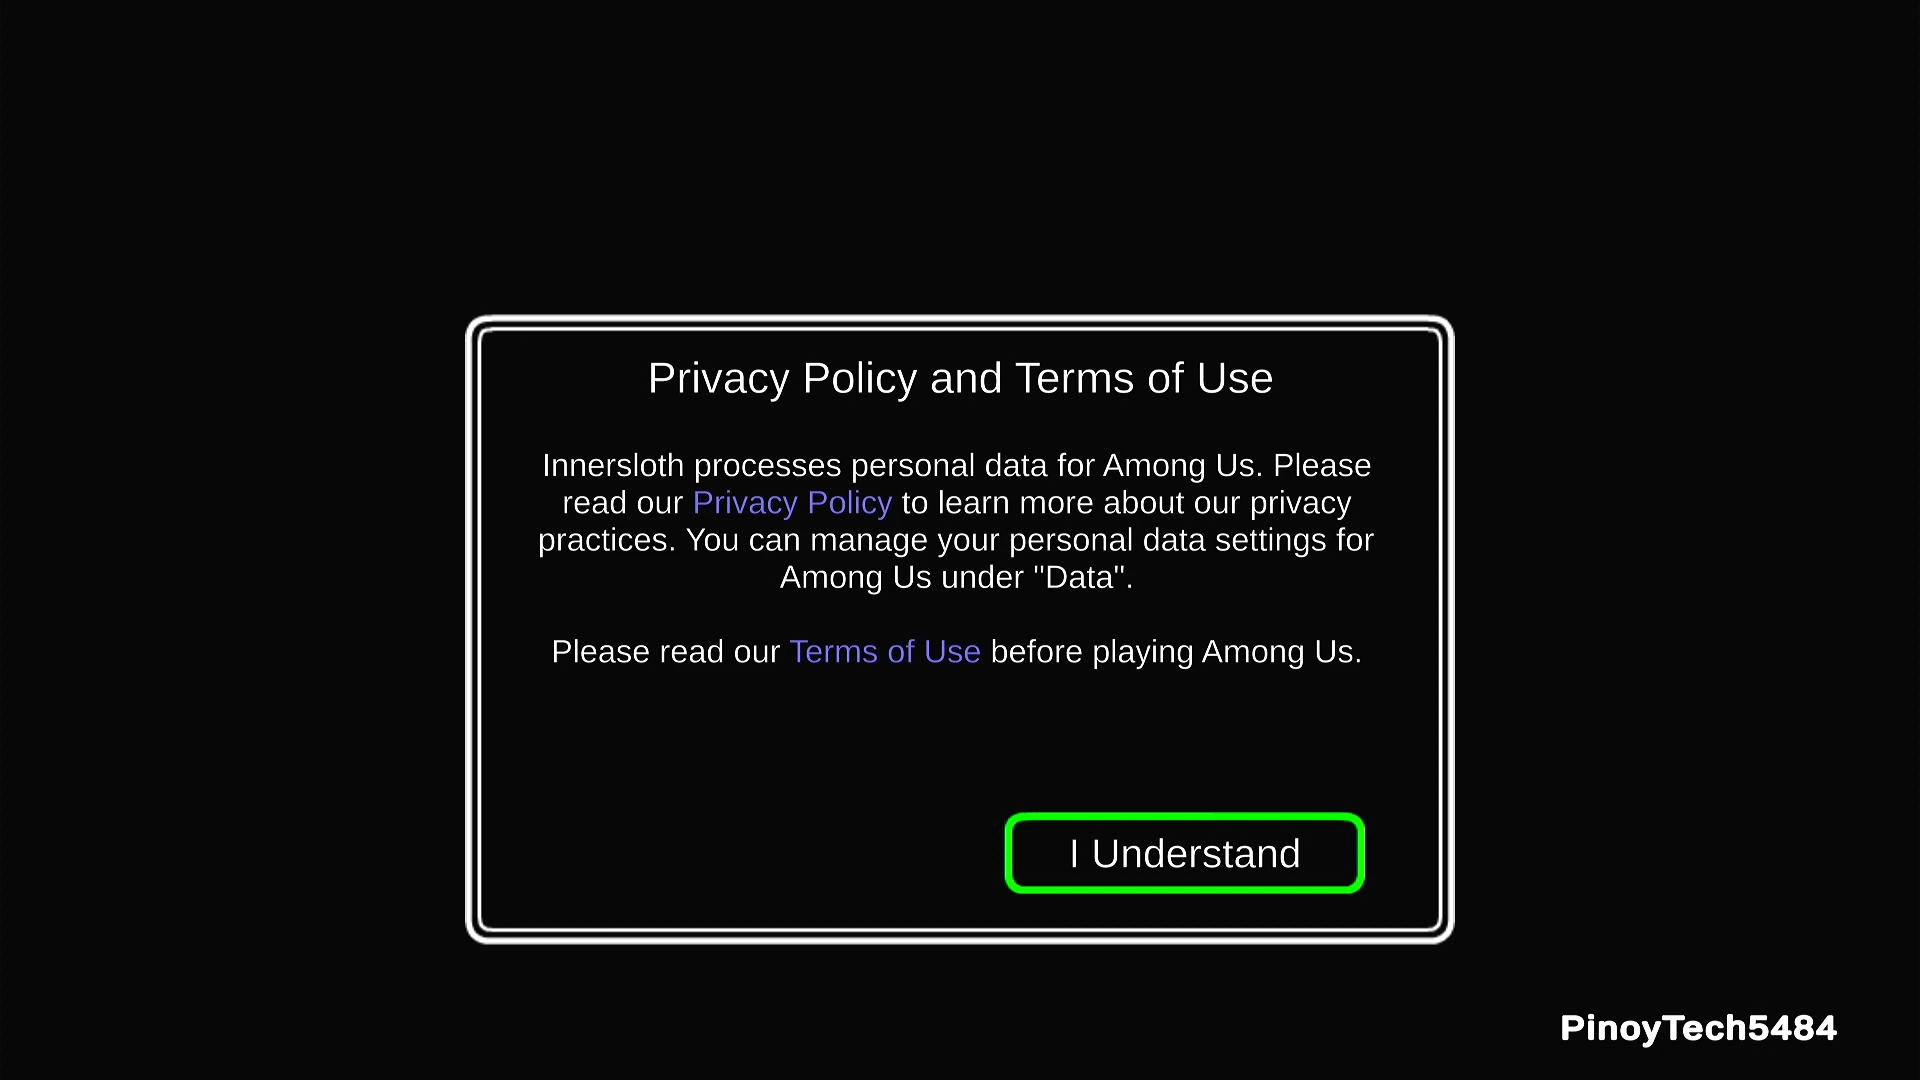 Privacy Policy and Terms of Use
Innersloth processes personal data for Among Us. Please
read our Privacy Policy to learn more about our privacy
practices. You can manage your personal data settings for
Among Us under "Data".
Please read our Terms of Use before playing Among Us.
I Understand
PinoyTech5484